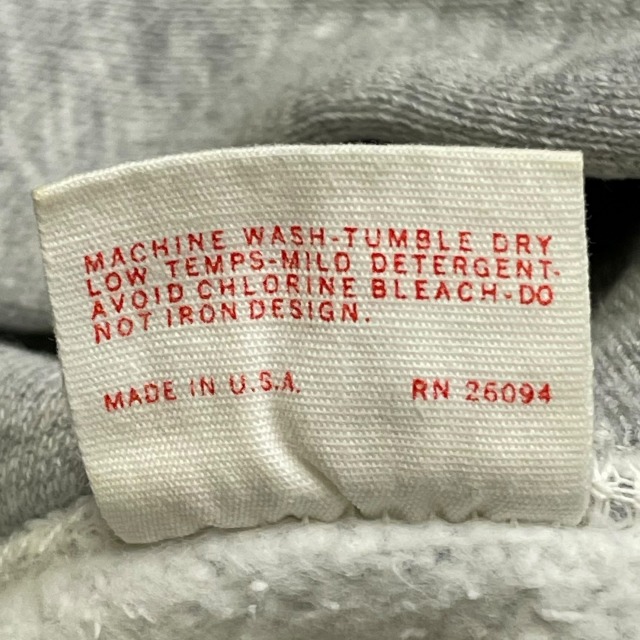 MACHINE WASH-TUMBLE DRY
LOW TEMPS-MILD DETERGENT-
AVOID CHLORINE BLEACH-DO
NOT IRON DESIGN.
MADE IN U.S.A. RN 26094